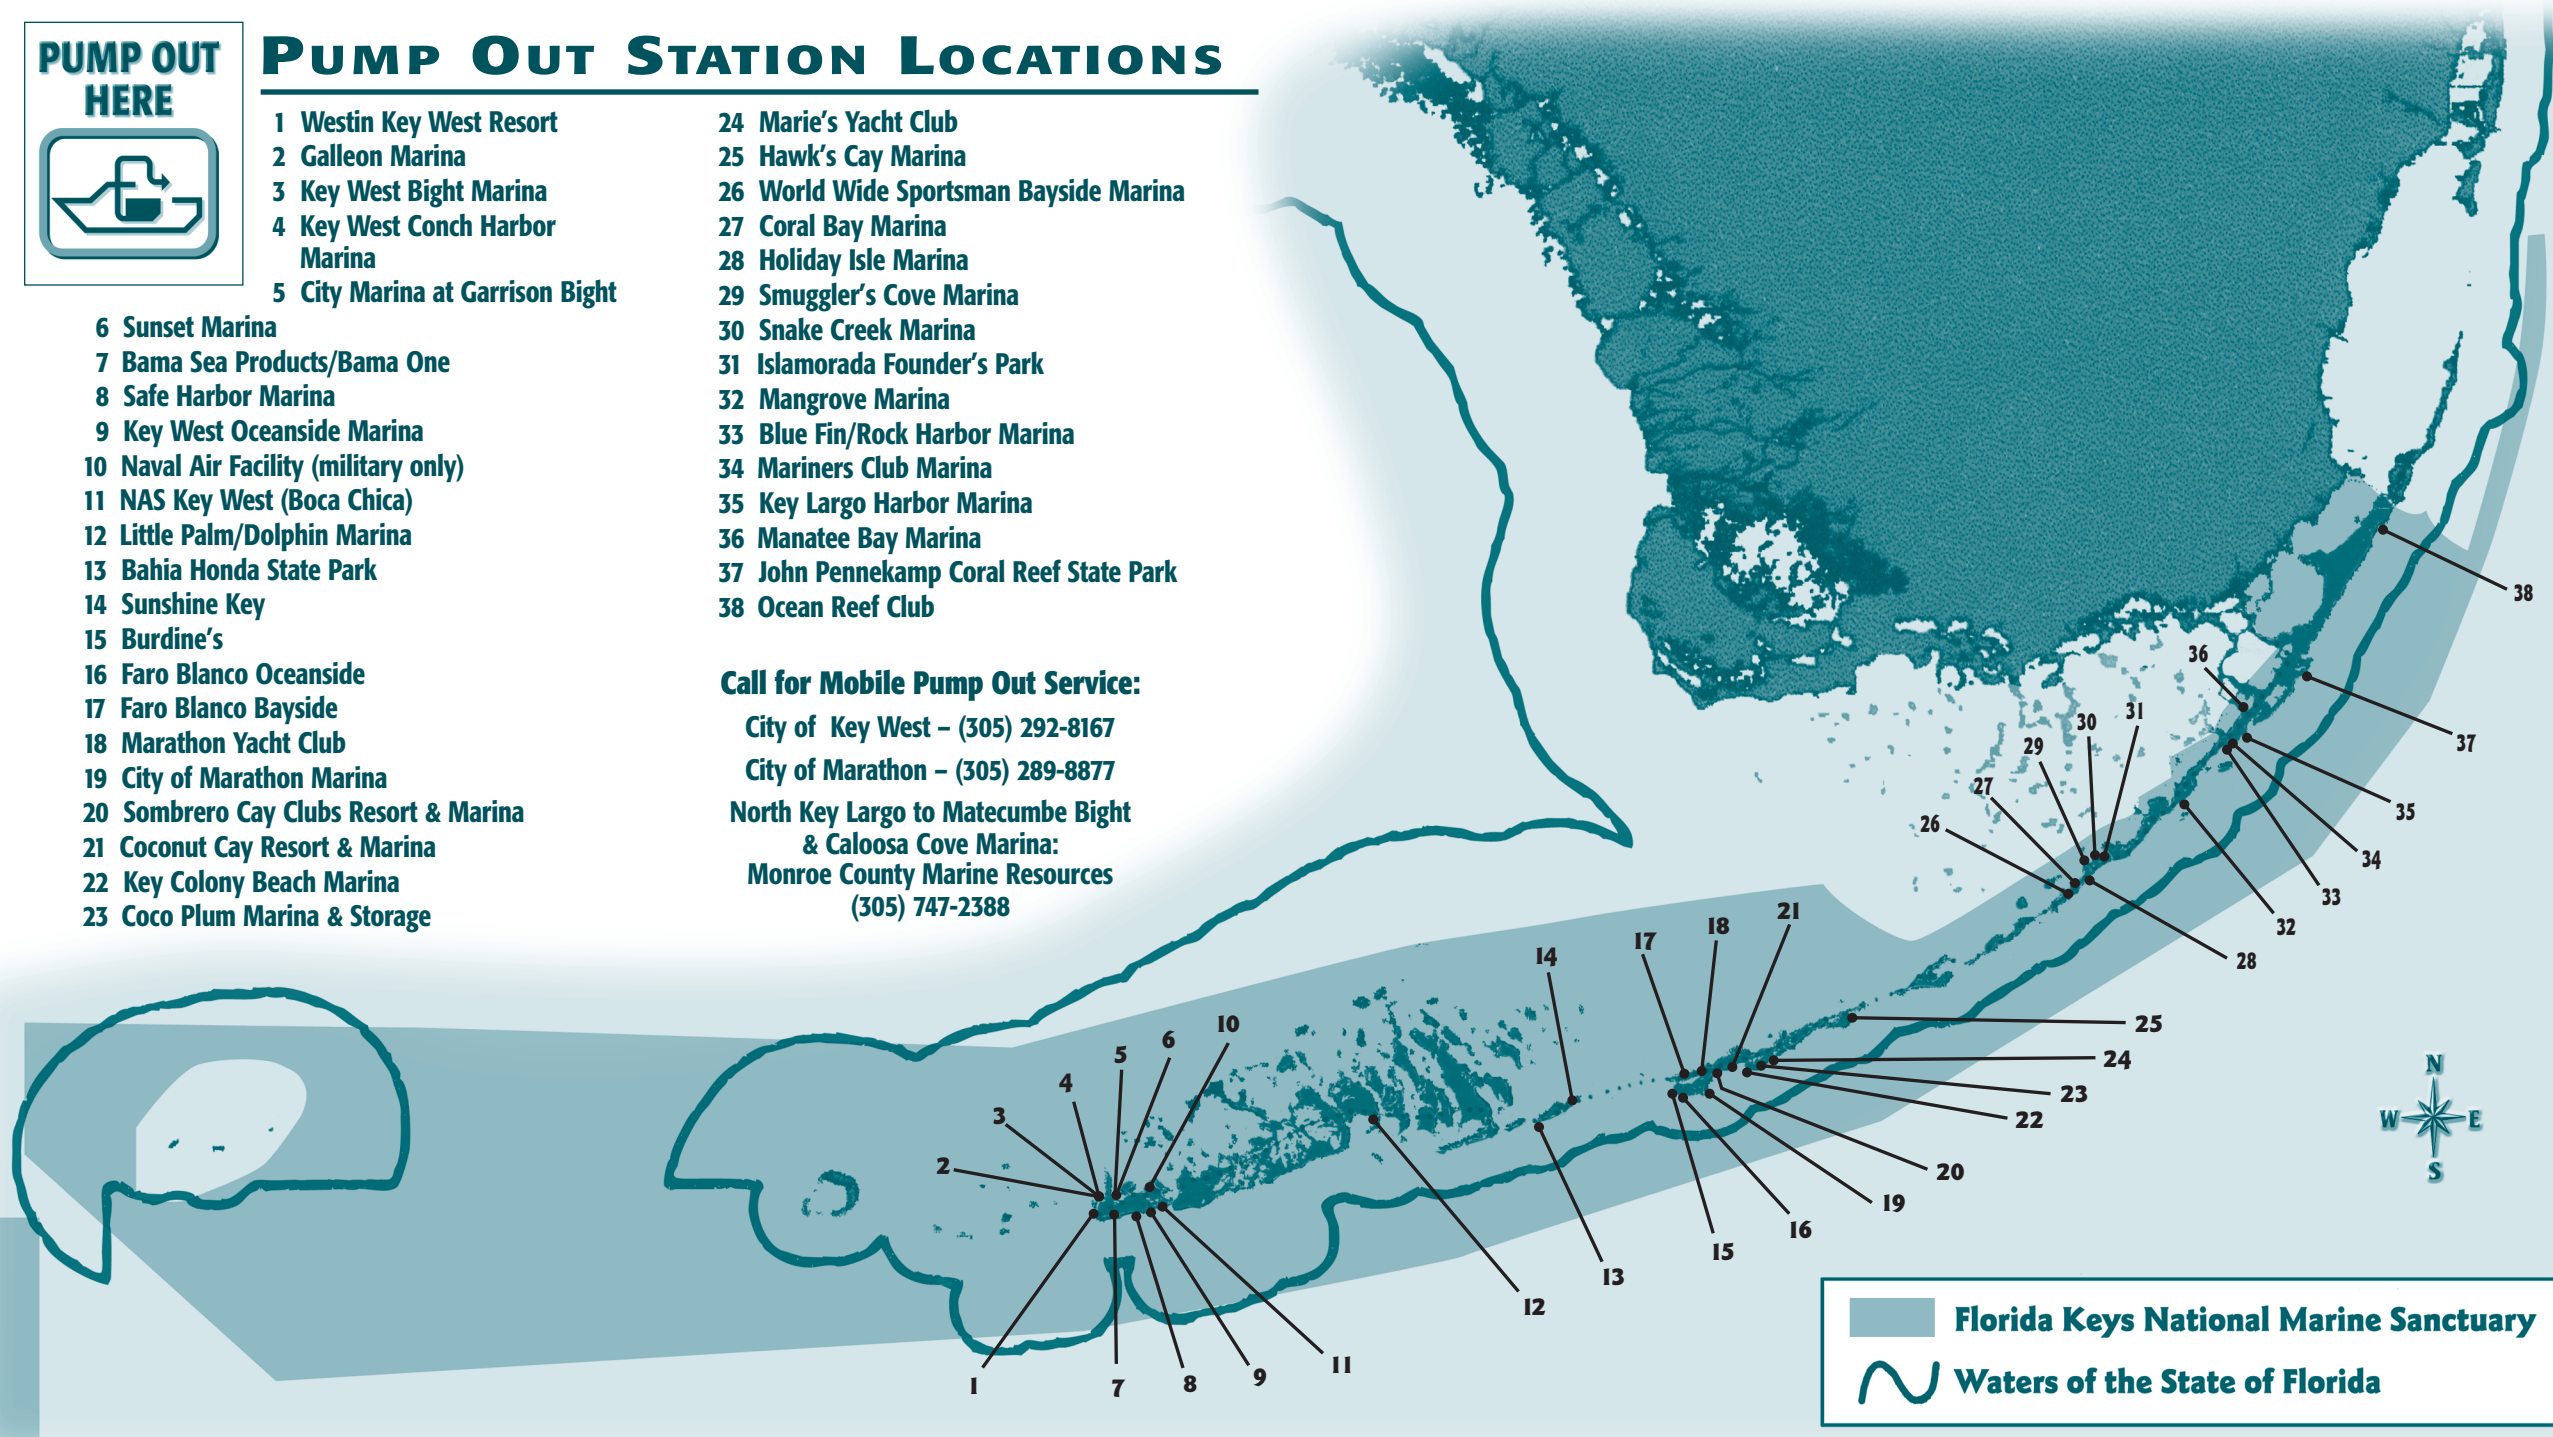 PUMP OUT
HERE
PUMP OUT STATION LOCATIONS
1 Westin Key West Resort
2 Galleon Marina
3 Key West Bight Marina
4 Key West Conch Harbor
Marina
5 City Marina at Garrison Bight
6 Sunset Marina
7 Bama Sea Products/Bama One
8 Safe Harbor Marina
9 Key West Oceanside Marina
10 Naval Air Facility (military only)
11 NAS Key West (Boca Chica)
12 Little Palm/Dolphin Marina
13 Bahia Honda State Park
14 Sunshine Key
15 Burdine's
16 Faro Blanco Oceanside
17 Faro Blanco Bayside
18 Marathon Yacht Club
19 City of Marathon Marina
20 Sombrero Cay Clubs Resort & Marina
21 Coconut Cay Resort & Marina
22 Key Colony Beach Marina
23 Coco Plum Marina & Storage
24 Marie's Yacht Club
25 Hawk's Cay Marina
26 World Wide Sportsman Bayside Marina
27 Coral Bay Marina
28 Holiday Isle Marina
29 Smuggler's Cove Marina
30 Snake Creek Marina
31 Islamorada Founder's Park
32 Mangrove Marina
33 Blue Fin/Rock Harbor Marina
34 Mariners Club Marina
35 Key Largo Harbor Marina
36 Manatee Bay Marina
37 John Pennekamp Coral Reef State Park
38 Ocean Reef Club
Call for Mobile Pump Out Service:
City of Key West – (305) 292-8167
City of Marathon – (305) 289-8877
North Key Largo to Matecumbe Bight
& Caloosa Cove Marina:
Monroe County Marine Resources
(305) 747-2388
38
36
31
30
29
37
27
26
35
34
33
32
28
21
18
17
14
25
24
23
22
20
19
16
15
13
12
10
6
5
4
3
2
11
9
8
7
1
N
W E
S
Florida Keys National Marine Sanctuary
Waters of the State of Florida